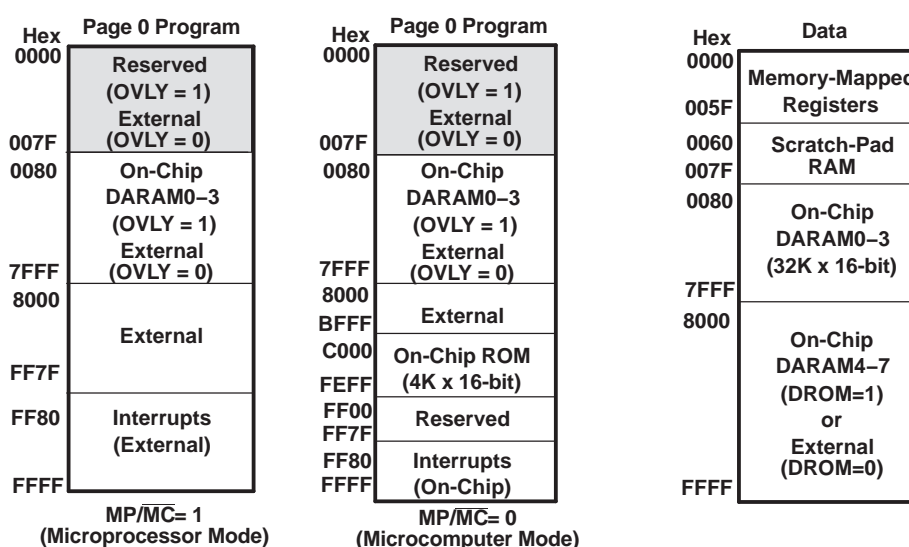 Page 0 Program
Hex
0000
Reserved
(OVLY = 1)
External
(OVLY = 0)
007F
0080
On-Chip
DARAM0–3
(OVLY = 1)
External
(OVLY = 0)
7FFF
8000
External
FF7F
FF80
Interrupts
(External)
FFFF
MP/MC= 1
(Microprocessor Mode)
Page 0 Program
Hex
0000
Reserved
(OVLY = 1)
External
(OVLY = 0)
007F
0080
On-Chip
DARAM0–3
(OVLY = 1)
External
(OVLY = 0)
7FFF
8000
External
BFFF
C000
On-Chip ROM
(4K x 16-bit)
FEFF
FF00
Reserved
FF7F
FF80
Interrupts
(On-Chip)
FFFF
MP/MC= 0
(Microcomputer Mode)
Data
Hex
0000
Memory-Mapped
Registers
005F
0060
Scratch-Pad
RAM
007F
0080
On-Chip
DARAM0–3
(32K x 16-bit)
7FFF
8000
On-Chip
DARAM4–7
(DROM=1)
or
External
(DROM=0)
FFFF